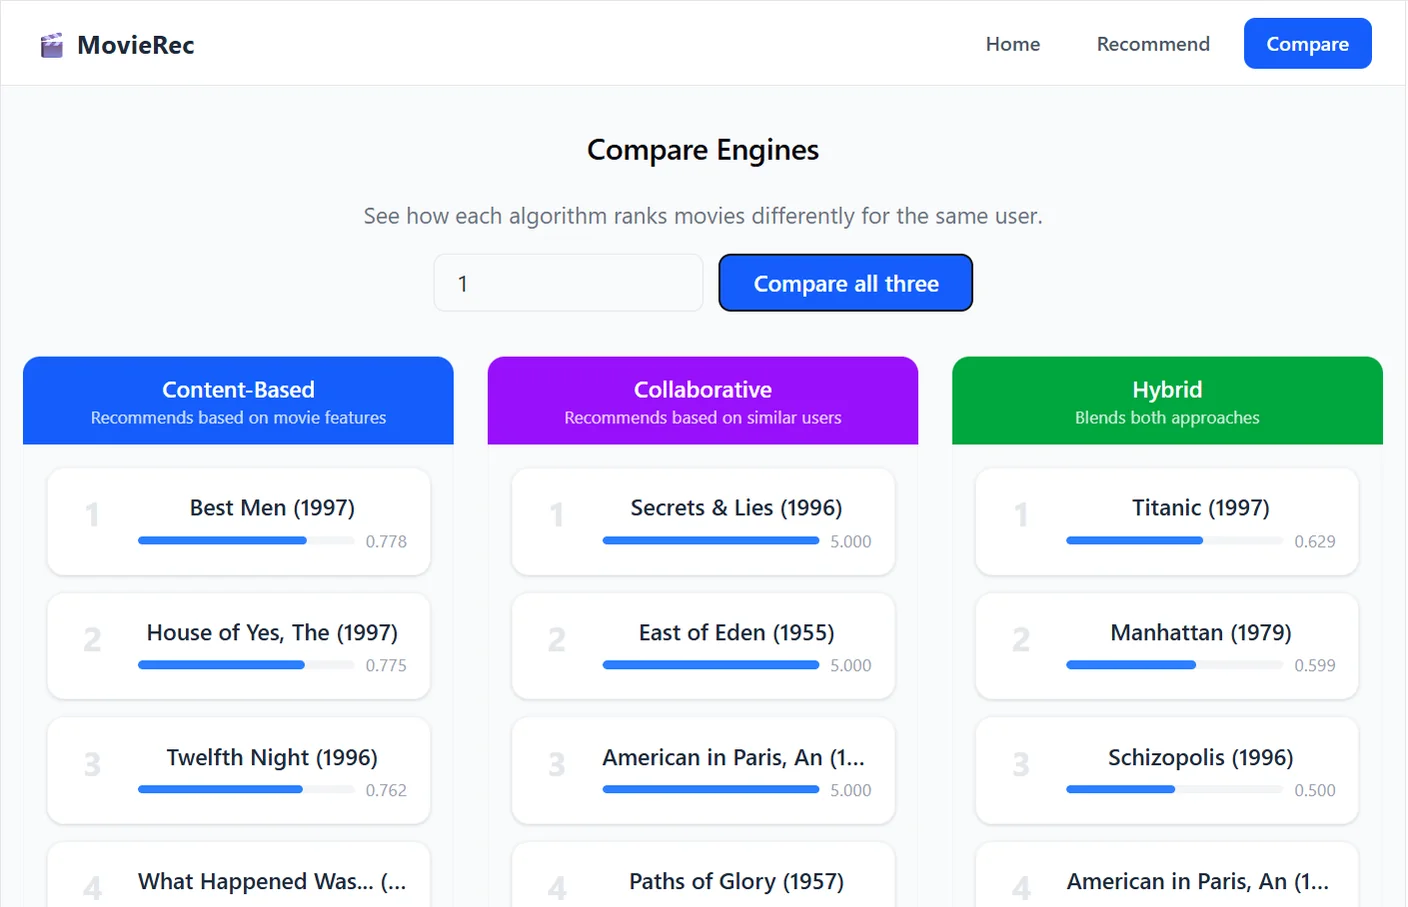 MovieRec
Home
Recommend
Compare
Compare Engines
See how each algorithm ranks movies differently for the same user.
1
Compare all three
Content-Based
Recommends based on movie features
1
Best Men (1997)
0.778
2
House of Yes, The (1997)
0.775
3
Twelfth Night (1996)
0.762
4
What Happened Was... (...
Collaborative
Recommends based on similar users
1
Secrets & Lies (1996)
5.000
2
East of Eden (1955)
5.000
3
American in Paris, An (1...
5.000
4
Paths of Glory (1957)
Hybrid
Blends both approaches
1
Titanic (1997)
0.629
2
Manhattan (1979)
0.599
3
Schizopolis (1996)
0.500
4
American in Paris, An (1...